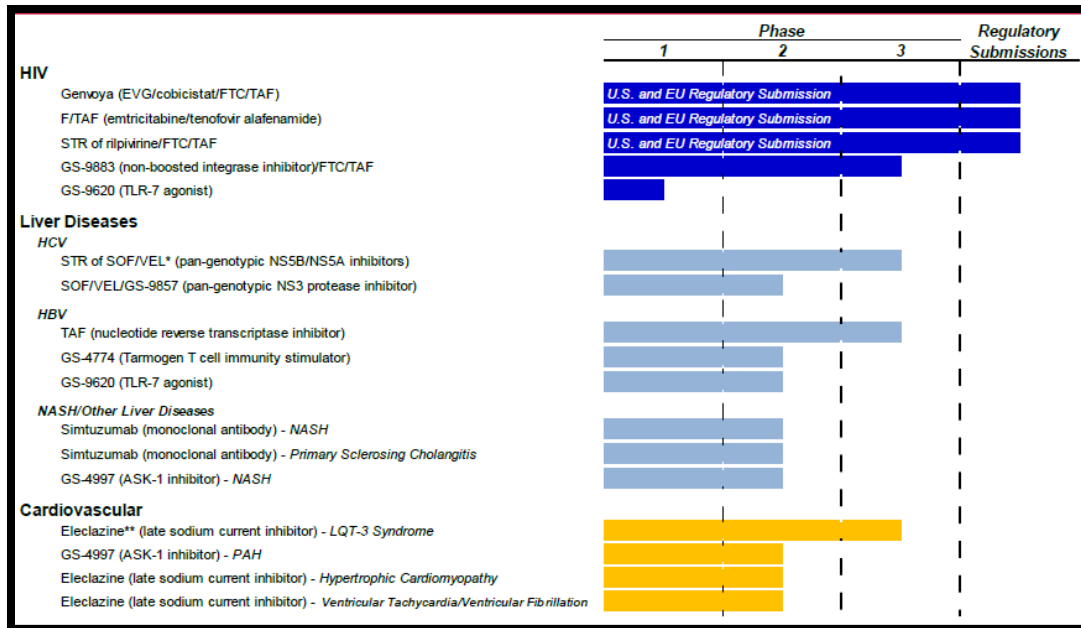 Phase
Regulatory
1 2 3 Submissions
HIV
Genvoya (EVG/cobicistat/FTC/TAF) U.S. and EU Regulatory Submission
F/TAF (emtricitabine/tenofovir alafenamide) U.S. and EU Regulatory Submission
STR of rilpivirine/FTC/TAF U.S. and EU Regulatory Submission
GS-9883 (non-boosted integrase inhibitor)/FTC/TAF
GS-9620 (TLR-7 agonist)
Liver Diseases
HCV
STR of SOF/VEL* (pan-genotypic NS5B/NS5A inhibitors)
SOF/VEL/GS-9857 (pan-genotypic NS3 protease inhibitor)
HBV
TAF (nucleotide reverse transcriptase inhibitor)
GS-4774 (Tarmogen T cell immunity stimulator)
GS-9620 (TLR-7 agonist)
NASH/Other Liver Diseases
Simtuzumab (monoclonal antibody) - NASH
Simtuzumab (monoclonal antibody) - Primary Sclerosing Cholangitis
GS-4997 (ASK-1 inhibitor) - NASH
Cardiovascular
Eleclazine** (late sodium current inhibitor) - LQT-3 Syndrome
GS-4997 (ASK-1 inhibitor) - PAH
Eleclazine (late sodium current inhibitor) - Hypertrophic Cardiomyopathy
Eleclazine (late sodium current inhibitor) - Ventricular Tachycardia/Ventricular Fibrillation